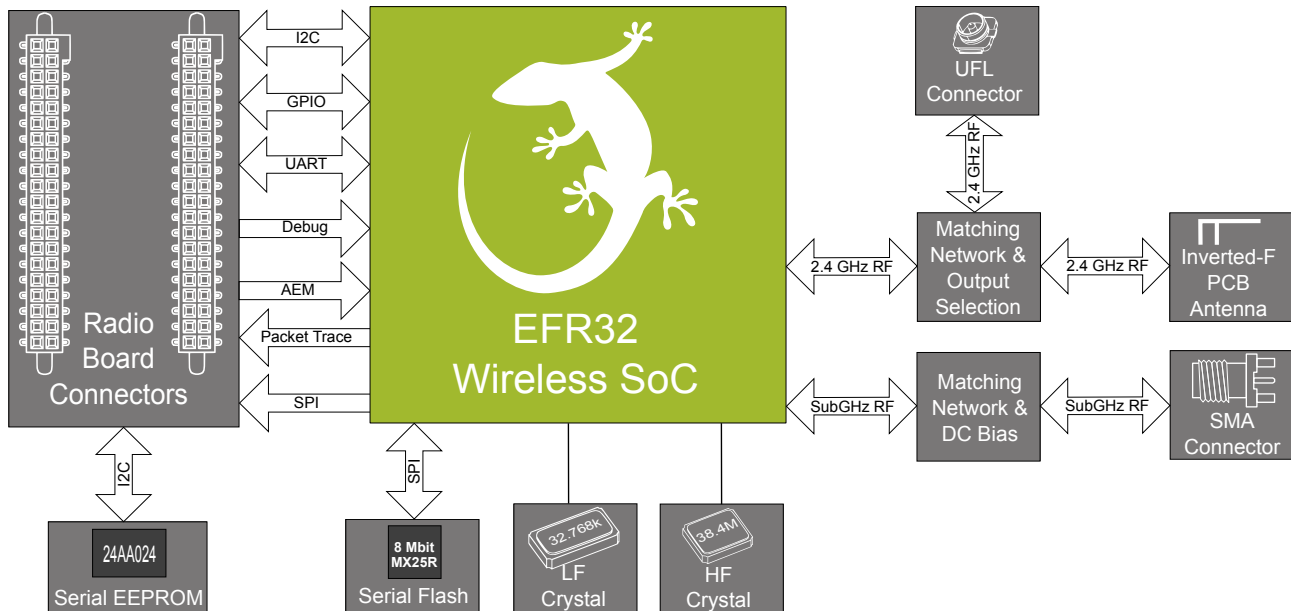 Radio
Board
Connectors
I2C
GPIO
UART
Debug
AEM
Packet Trace
SPI
EFR32
Wireless SoC
UFL
Connector
2.4 GHz RF
2.4 GHz RF
Matching
Network &
Output
Selection
2.4 GHz RF
Inverted-F
PCB
Antenna
SubGHz RF
Matching
Network &
DC Bias
SubGHz RF
SMA
Connector
I2C
24AA024
Serial EEPROM
SPI
8 Mbit
MX25R
Serial Flash
32.768k
LF
Crystal
38.4M
HF
Crystal